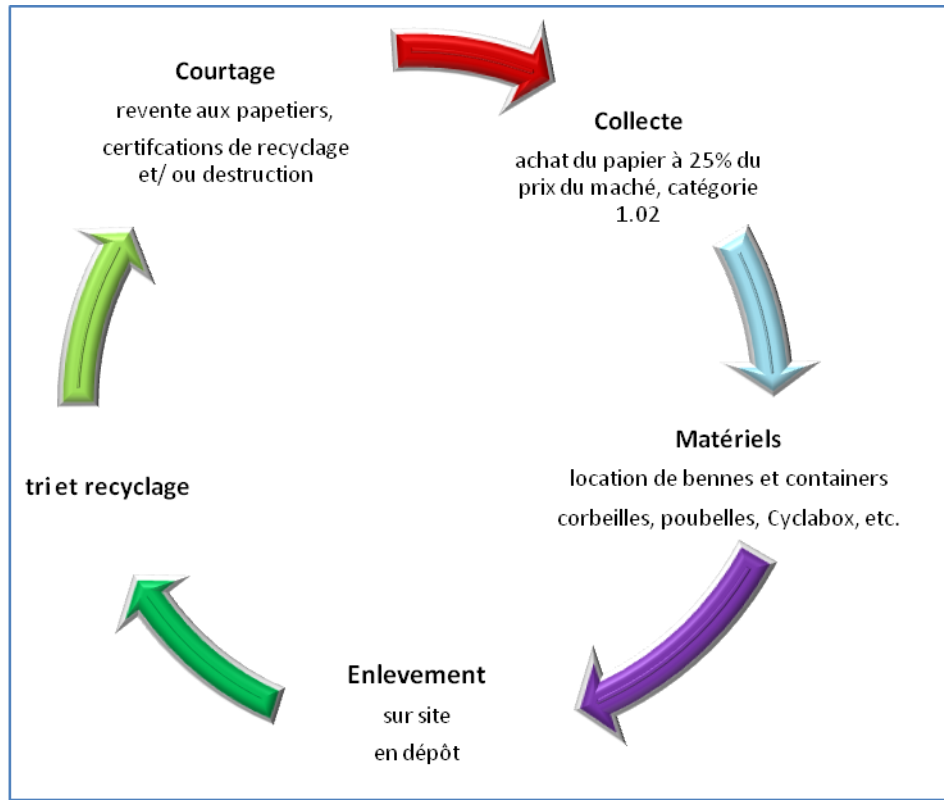 Courtage
revente aux papetiers,
certifcations de recyclage
et/ ou destruction
Collecte
achat du papier à 25% du
prix du maché, catégorie
1.02
Matériels
location de bennes et containers
corbeilles, poubelles, Cyclabox, etc.
Enlevement
sur site
en dépôt
tri et recyclage